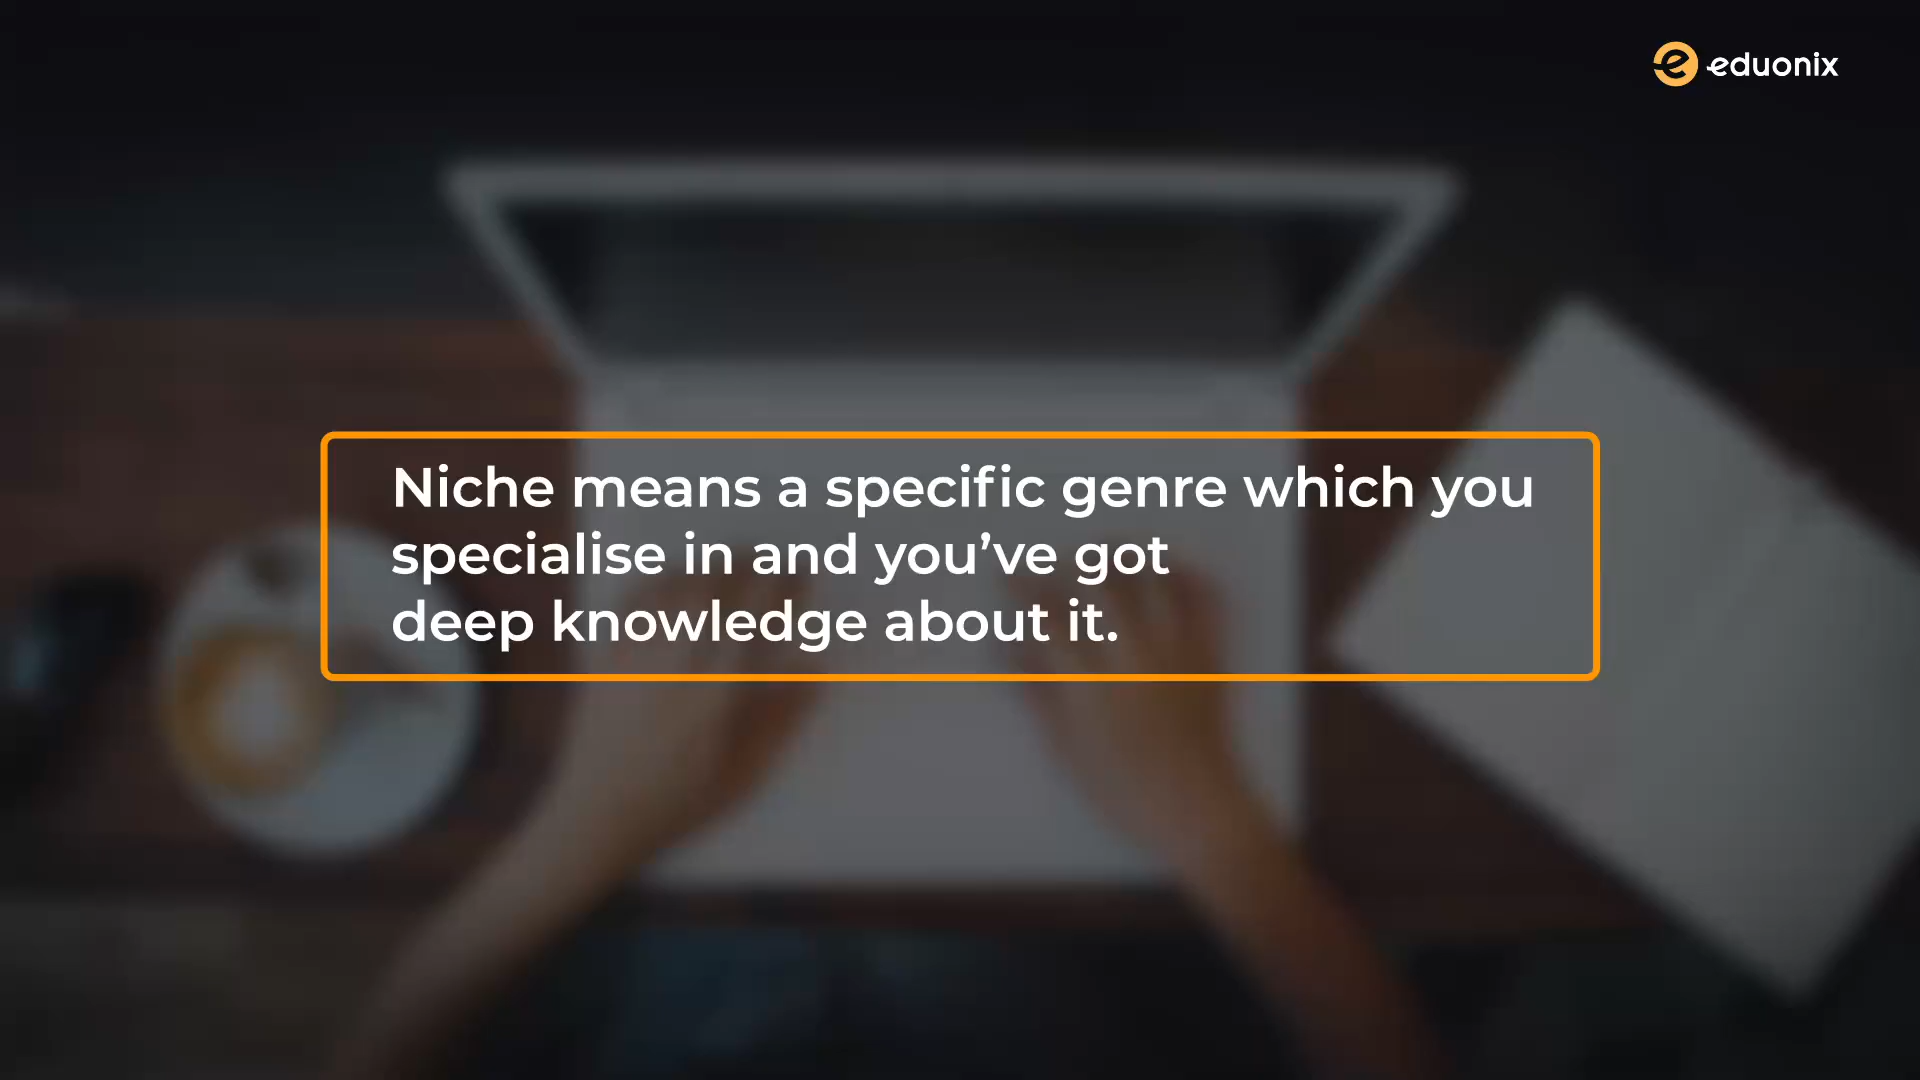 eduonix
Niche means a specific genre which you
specialise in and you’ve got
deep knowledge about it.